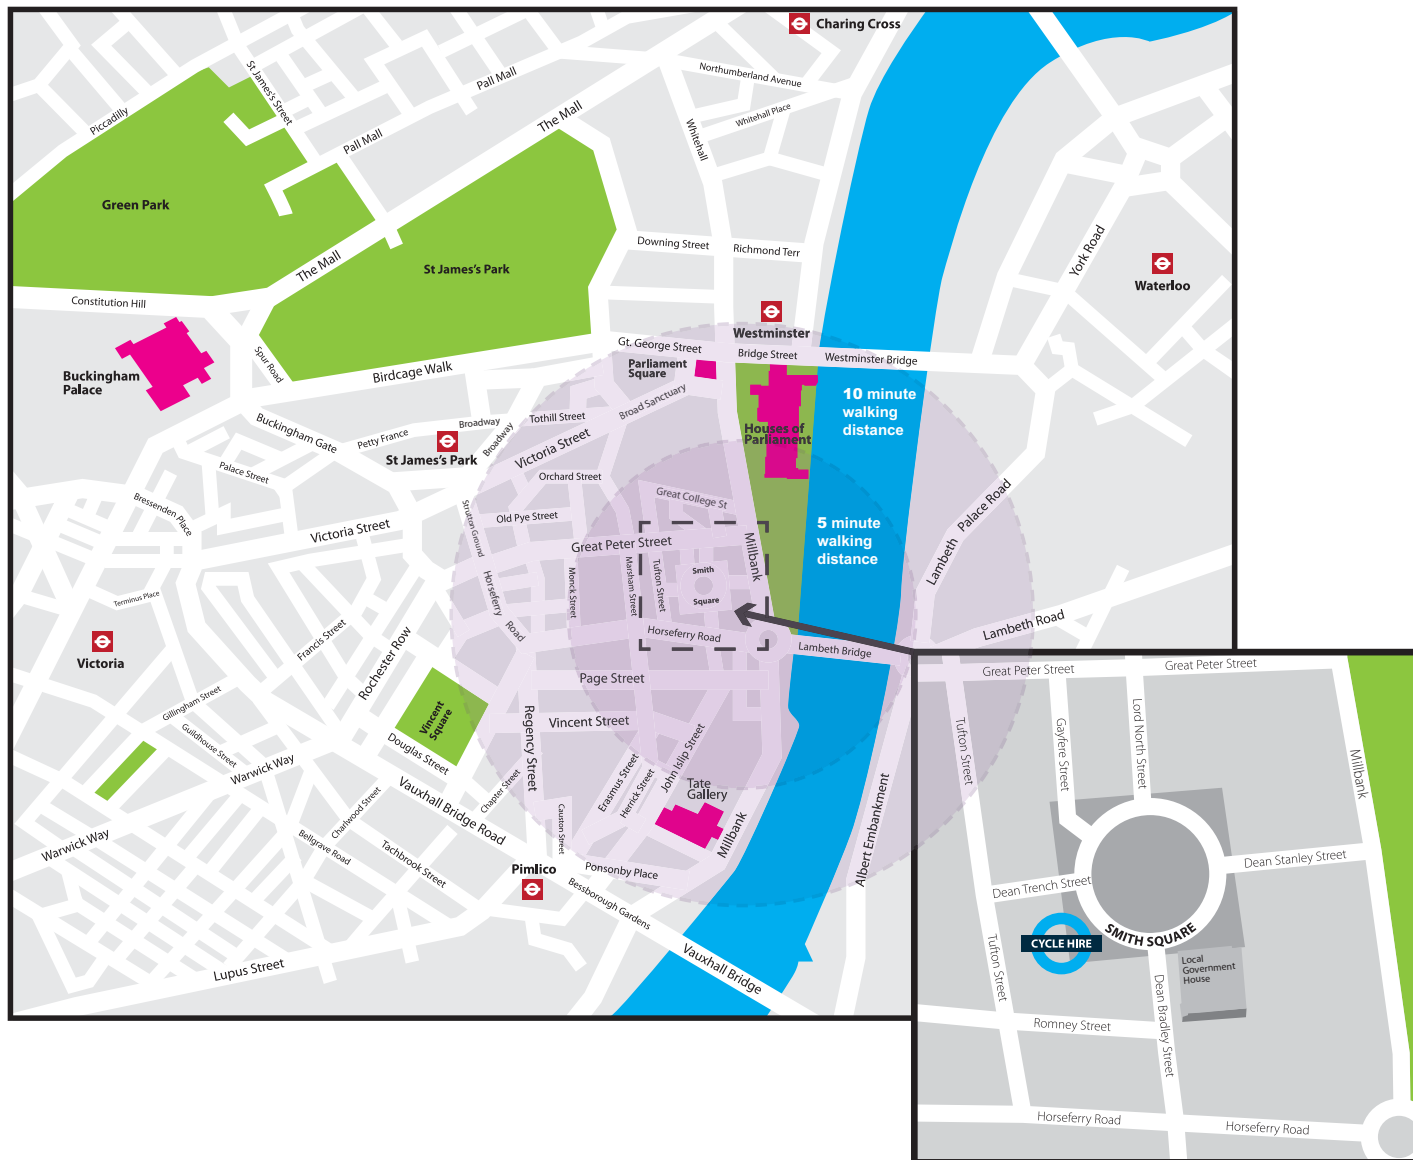 Charing Cross
Northumberland Avenue
Pall Mall
St James's Street
Whitehall Place
Piccadilly
The Mall
Whitehall
Pall Mall
Green Park
York Road
Downing Street
Richmond Terr
The Mall
St James's Park
Waterloo
Constitution Hill
Westminster
Gt. George Street
Bridge Street
Westminster Bridge
Spur Road
Parliament
Square
Buckingham
Palace
Birdcage Walk
10 minute
walking
distance
Broad Sanctuary
Tothill Street
Broadway
Buckingham Gate
Petty France
Broadway
Houses of
Parliament
Victoria Street
St James's Park
Palace Street
Orchard Street
Great College St
Palace Road
Lambeth
Bressenden Place
Strutton Ground
Old Pye Street
5 minute
walking
distance
Victoria Street
Great Peter Street
Millbank
Marsham Street
Tufton Street
Smith
Square
Monck Street
Horseferry
Road
Terminus Place
Francis Street
Lambeth Road
Victoria
Rochester Row
Horseferry Road
Lambeth Bridge
Page Street
Gillingham Street
Vincent
Square
Regency Street
Vincent Street
Guildhouse Street
Douglas Street
John Islip Street
Warwick Way
Erasmus Street
Herrick Street
Chapter Street
Tate
Gallery
Vauxhall Bridge Road
Charlwood Street
Causton Street
Millbank
Albert Embankment
Warwick Way
Bellgrave Road
Tachbrook Street
Pimlico
Ponsonby Place
Bessborough Gardens
Lupus Street
Vauxhall Bridge
Great Peter Street
Great Peter Street
Tufton Street
Gayfere Street
Lord North Street
Millbank
Dean Stanley Street
Dean Trench Street
SMITH SQUARE
CYCLE HIRE
Tufton Street
Local
Government
House
Dean Bradley Street
Romney Street
Horseferry Road
Horseferry Road